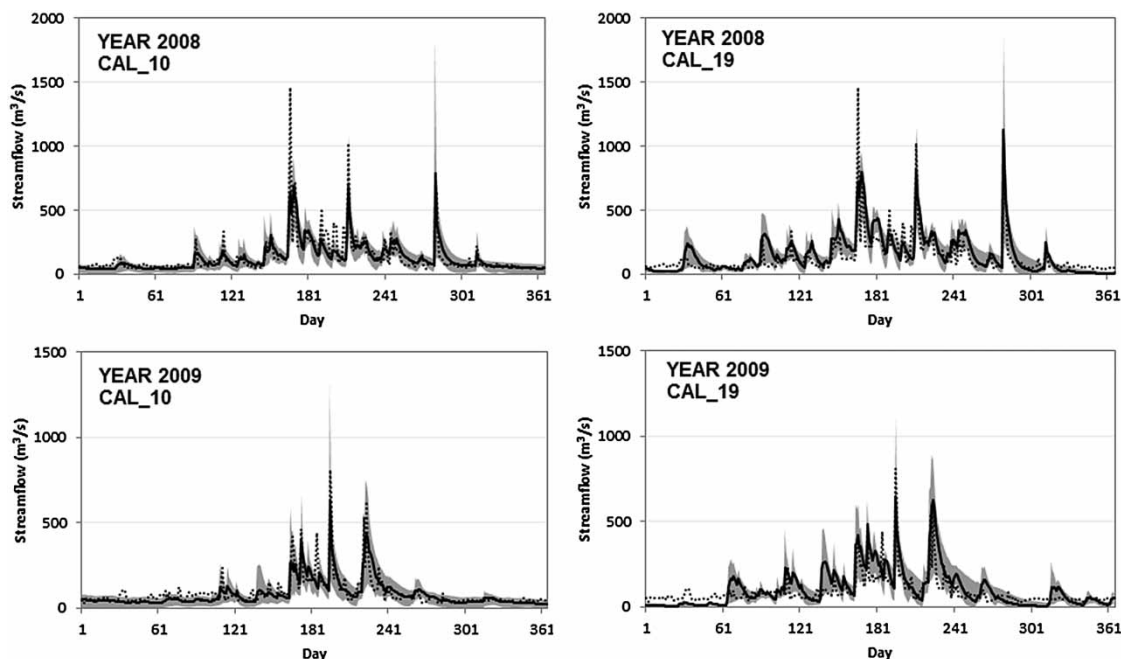 YEAR 2008
CAL_10
Streamflow (m³/s)
2000
1500
1000
500
0
1 61 121 181 241 301 361
Day
YEAR 2008
CAL_19
Streamflow (m³/s)
2000
1500
1000
500
0
1 61 121 181 241 301 361
Day
YEAR 2009
CAL_10
Streamflow (m³/s)
1500
1000
500
0
1 61 121 181 241 301 361
Day
YEAR 2009
CAL_19
Streamflow (m³/s)
1500
1000
500
0
1 61 121 181 241 301 361
Day